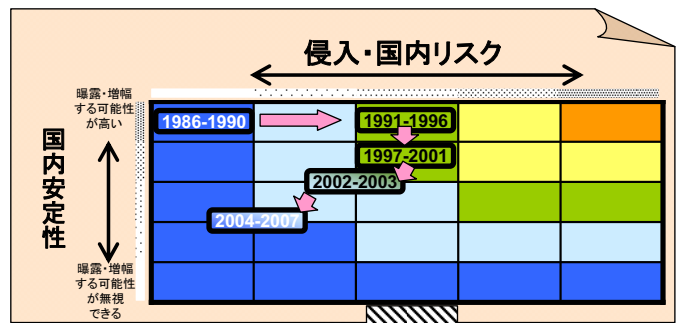 侵入・国内リスク
曝露・増幅
する可能性
が高い
国内安定性
曝露・増幅
する可能性
が無視
できる
1986-1990
1991-1996
1997-2001
2002-2003
2004-2007